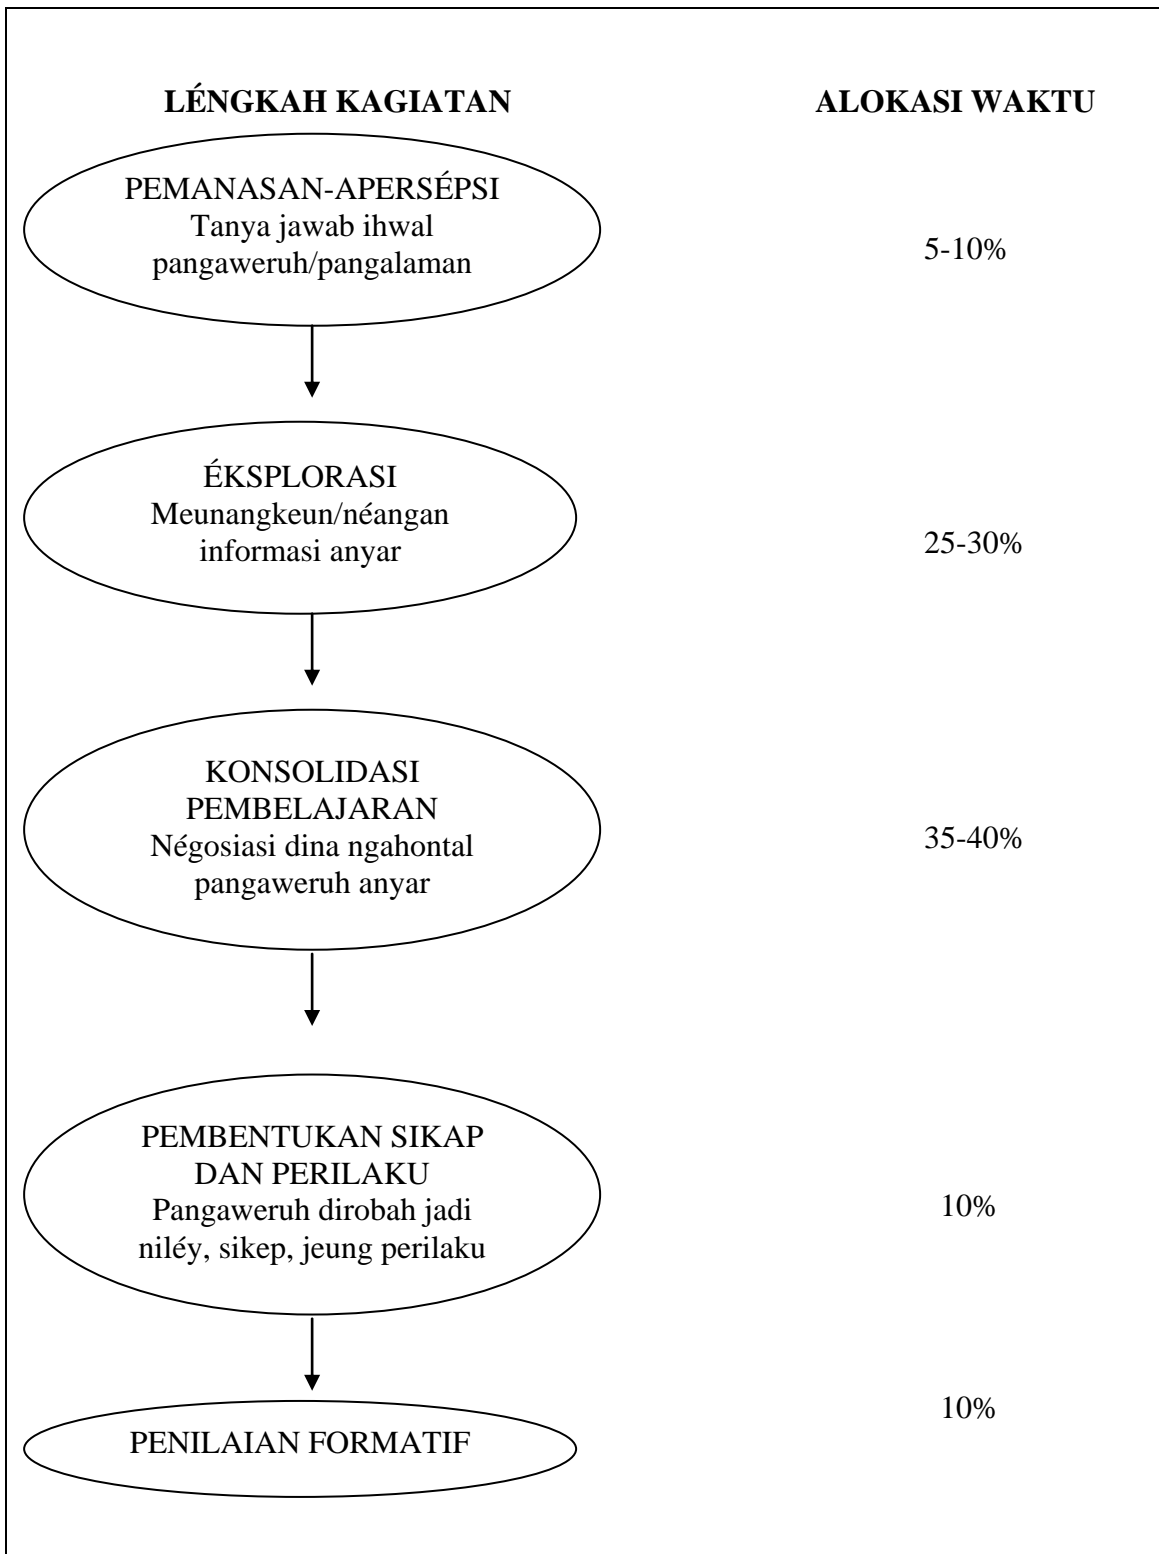 LÉNGKAH KAGIATAN ALOKASI WAKTU
PEMANASAN-APERSÉPSI
Tanya jawab ihwal
pangaweruh/pangalaman
5-10%
ÉKSPLORASI
Meunangkeun/néangan
informasi anyar
25-30%
KONSOLIDASI
PEMBELAJARAN
Négosiasi dina ngahontal
pangaweruh anyar
35-40%
PEMBENTUKAN SIKAP
DAN PERILAKU
Pangaweruh dirobah jadi
niléy, sikep, jeung perilaku
10%
PENILAIAN FORMATIF
10%